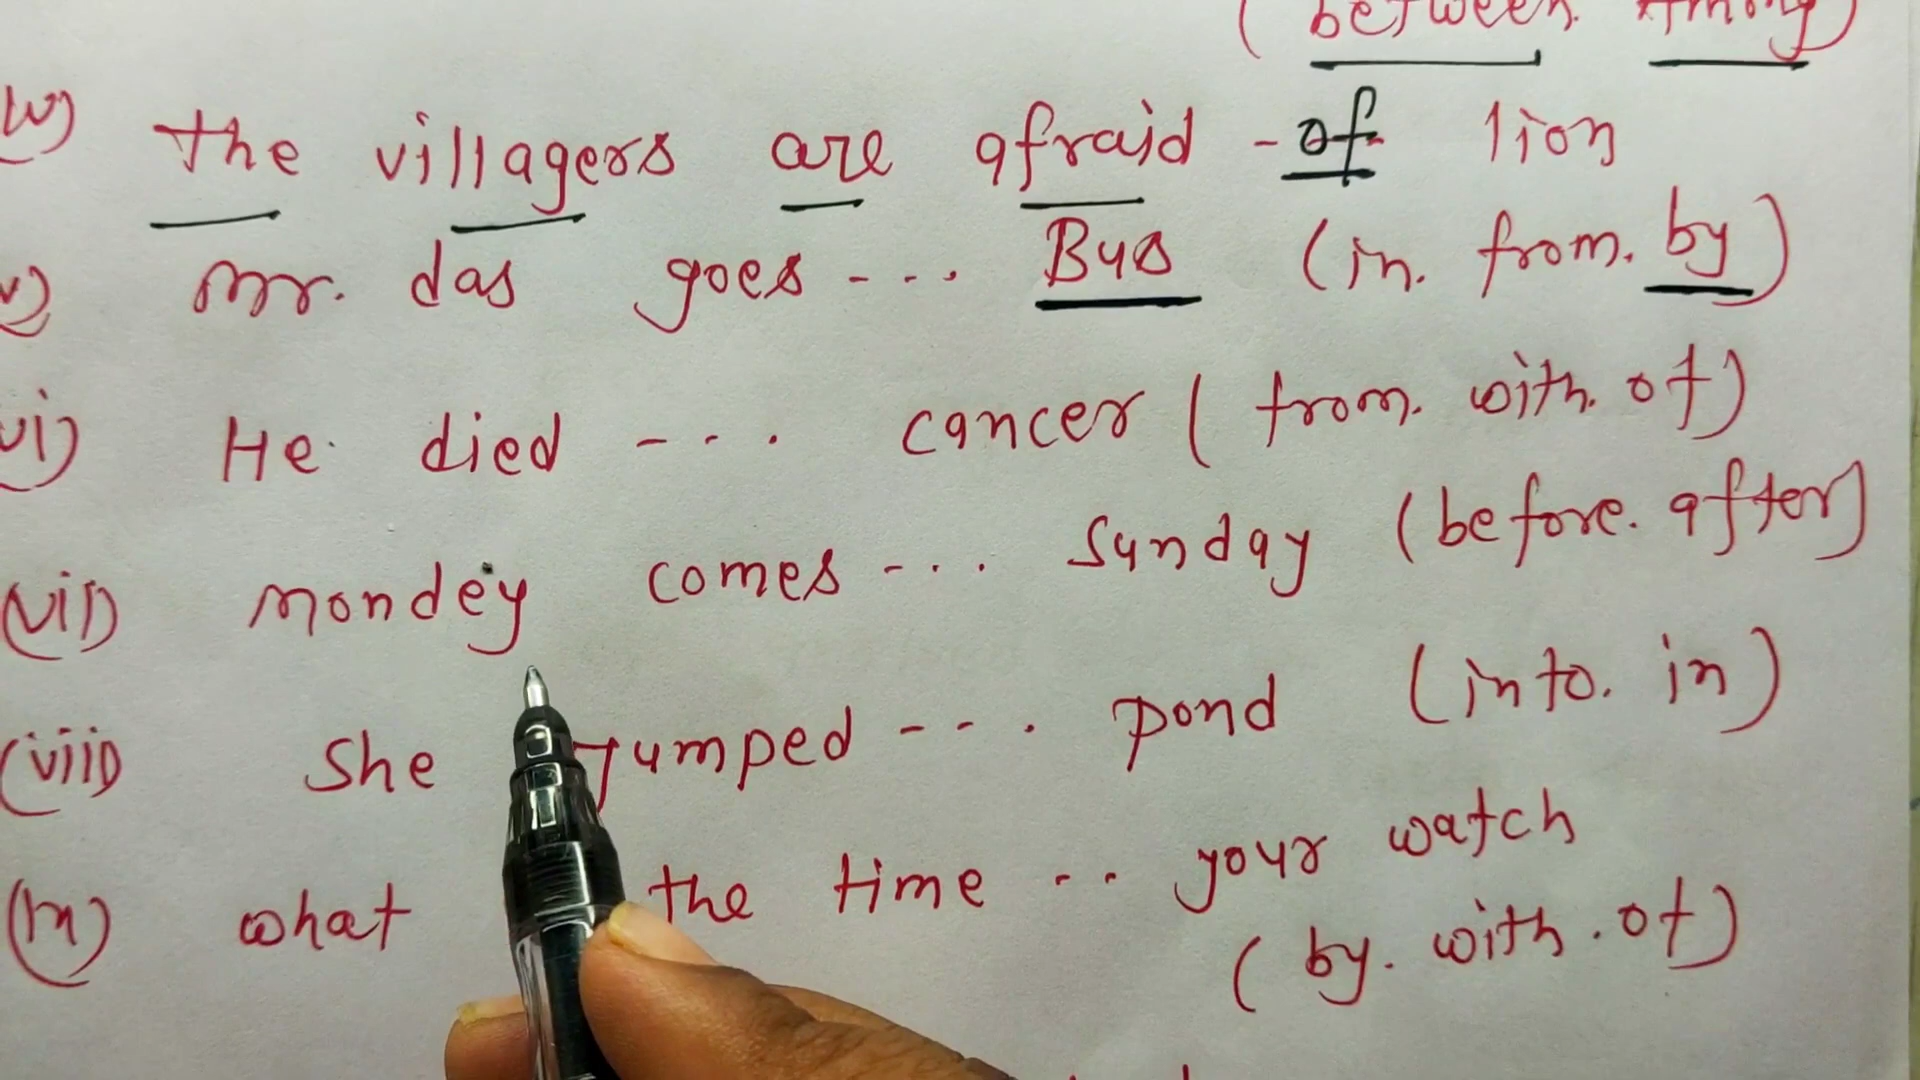 ( between. Among)
iv) The villagers are afraid - of lion
v) Mr. das goes - - . Bus (in. from. by)
vi) He died - - . cancer ( from. with. of)
(vii) mondey comes - . . Sunday (before. after)
(viii) She jumped - - . pond (into. in)
what the time - - your watch
( by. with . of)